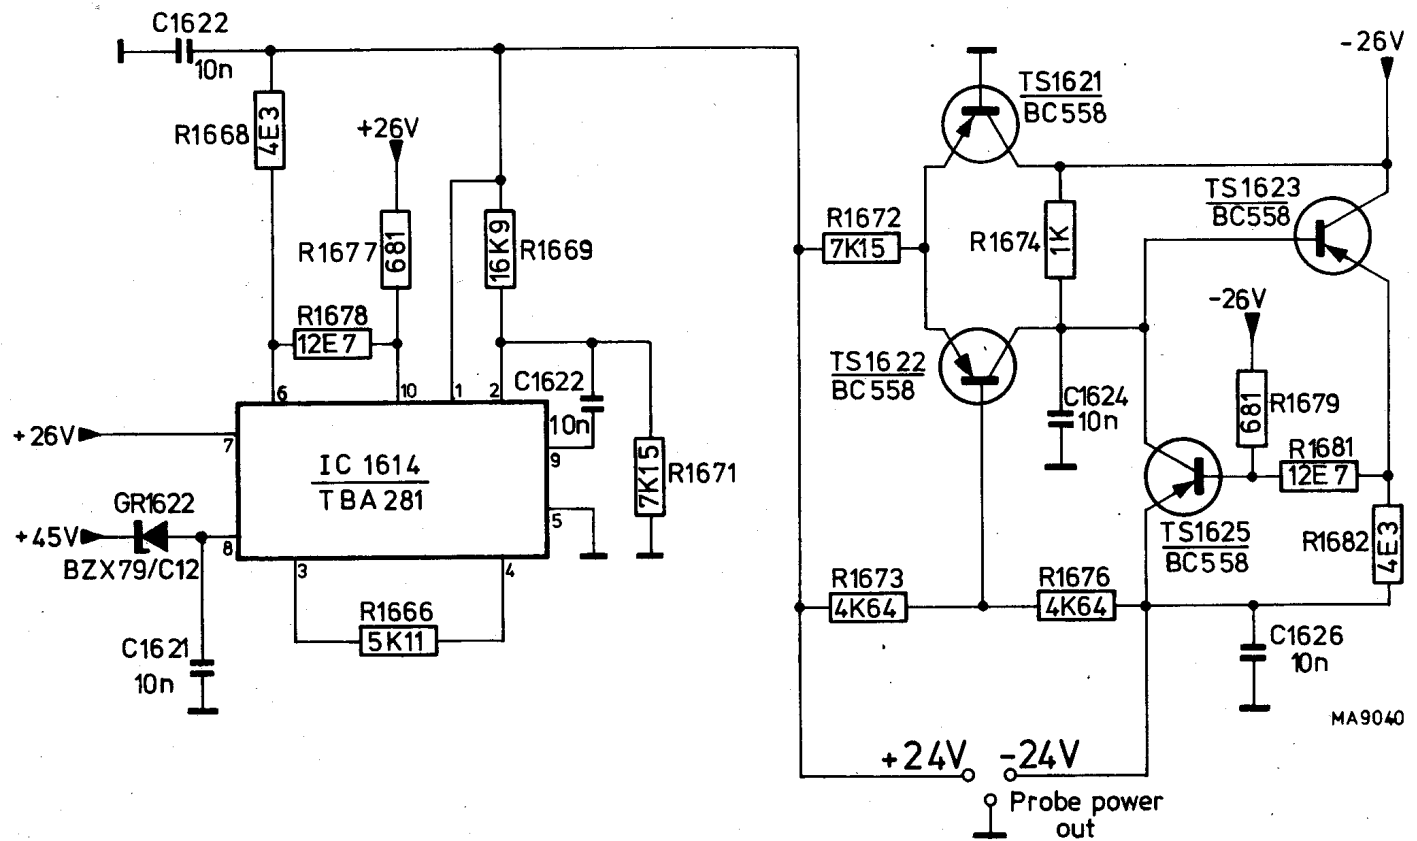 C1622
10n
R1668
4E3
+26V
R1677
681
16K9
R1669
R1678
12E7
6
10
1
2
C1622
10n
+26V
7
IC 1614
TBA 281
9
7K15
R1671
GR1622
+45V
8
5
BZX79/C12
3
4
R1666
5K11
C1621
10n
-26V
TS1621
BC558
TS1623
BC558
R1672
7K15
R1674
1K
-26V
TS1622
BC558
C1624
10n
681
R1679
R1681
12E7
TS1625
BC558
R1682
4E3
R1673
4K64
R1676
4K64
C1626
10n
MA9040
+24V
-24V
Probe power
out